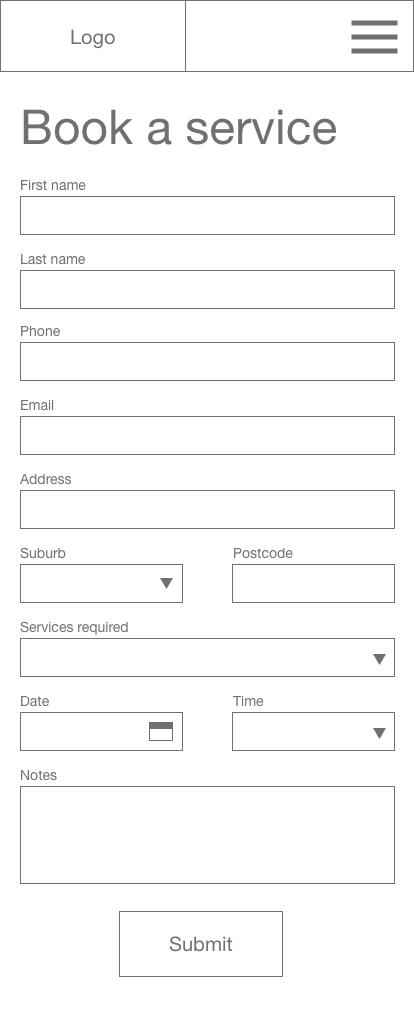 Logo
Book a service
First name
Last name
Phone
Email
Address
Suburb
Postcode
Services required
Date
Time
Notes
Submit